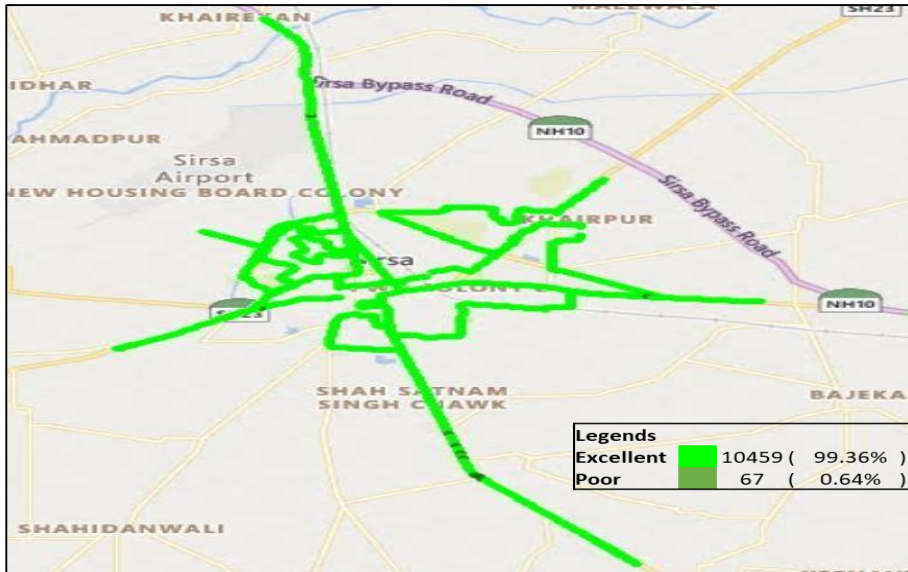 KHAIREKAN
MALEWALA
SH23
IDHAR
Sirsa Bypass Road
NH10
AHMADPUR
Sirsa
Airport
NEW HOUSING BOARD COLONY
Sirsa Bypass Road
KHAIRPUR
NH10
SHAH SATNAM
SINGH CHAWK
BAJEKA
Legends
Excellent 10459 ( 99.36% )
Poor 67 ( 0.64% )
SHAHIDANWALI